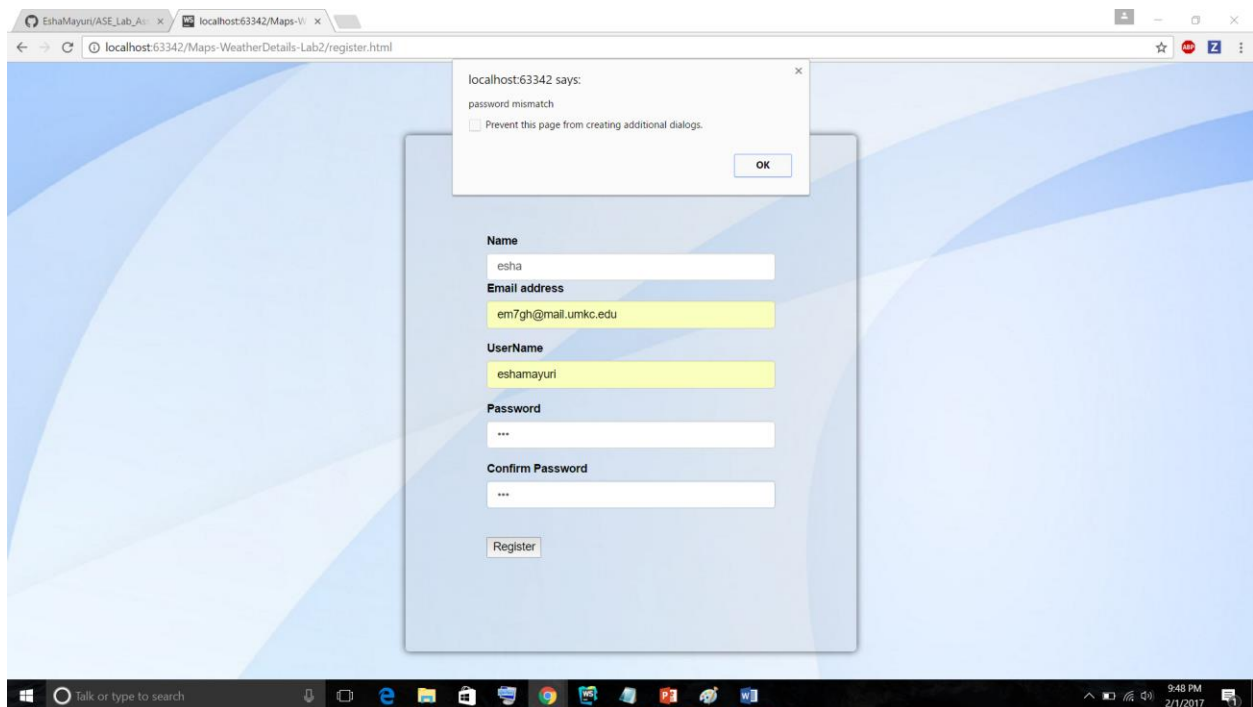 EshaMayuri/ASE_Lab_As
localhost:63342/Maps-W
localhost:63342/Maps-WeatherDetails-Lab2/register.html
ABP
Z
localhost:63342 says:
password mismatch
Prevent this page from creating additional dialogs.
OK
Name
esha
Email address
em7gh@mail.umkc.edu
UserName
eshamayuri
Password
•••
Confirm Password
•••
Register
Talk or type to search
9:48 PM
2/1/2017